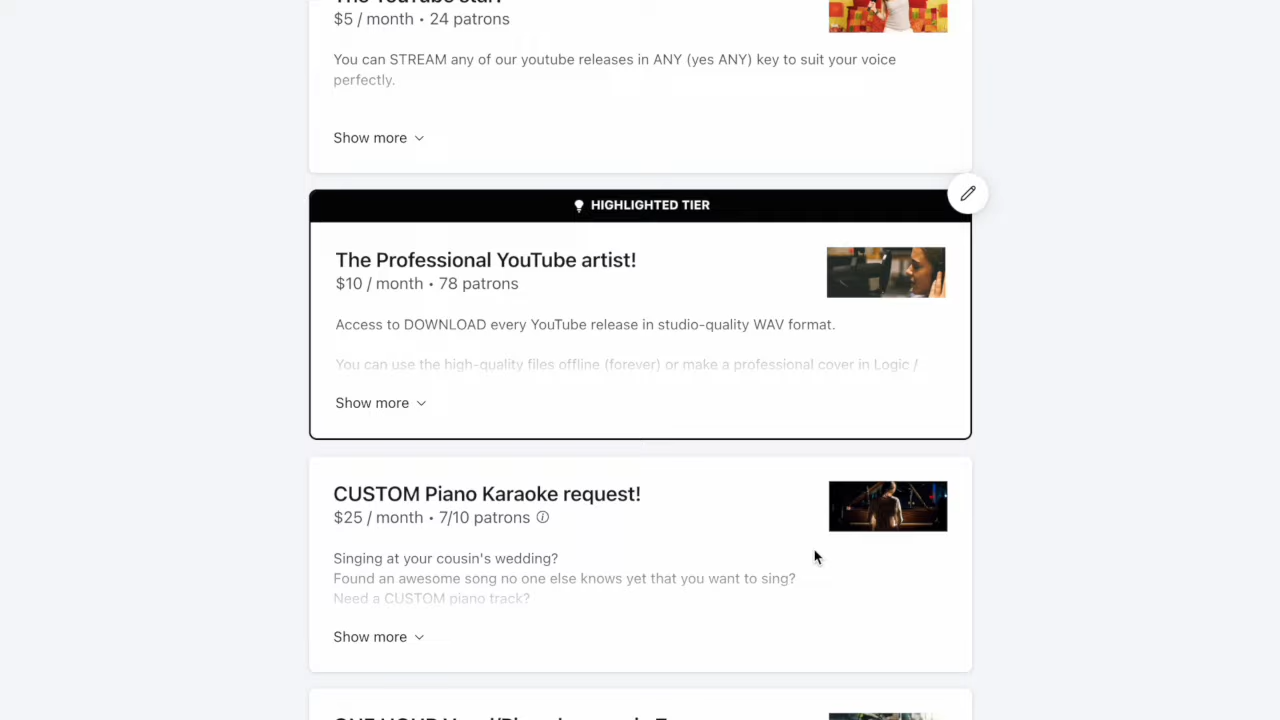 The YouTube star!
$5 / month • 24 patrons
You can STREAM any of our youtube releases in ANY (yes ANY) key to suit your voice
perfectly.
Show more
HIGHLIGHTED TIER
The Professional YouTube artist!
$10 / month • 78 patrons
Access to DOWNLOAD every YouTube release in studio-quality WAV format.
You can use the high-quality files offline (forever) or make a professional cover in Logic /
Show more
CUSTOM Piano Karaoke request!
$25 / month • 7/10 patrons
Singing at your cousin's wedding?
Found an awesome song no one else knows yet that you want to sing?
Need a CUSTOM piano track?
Show more
ONE HOUR